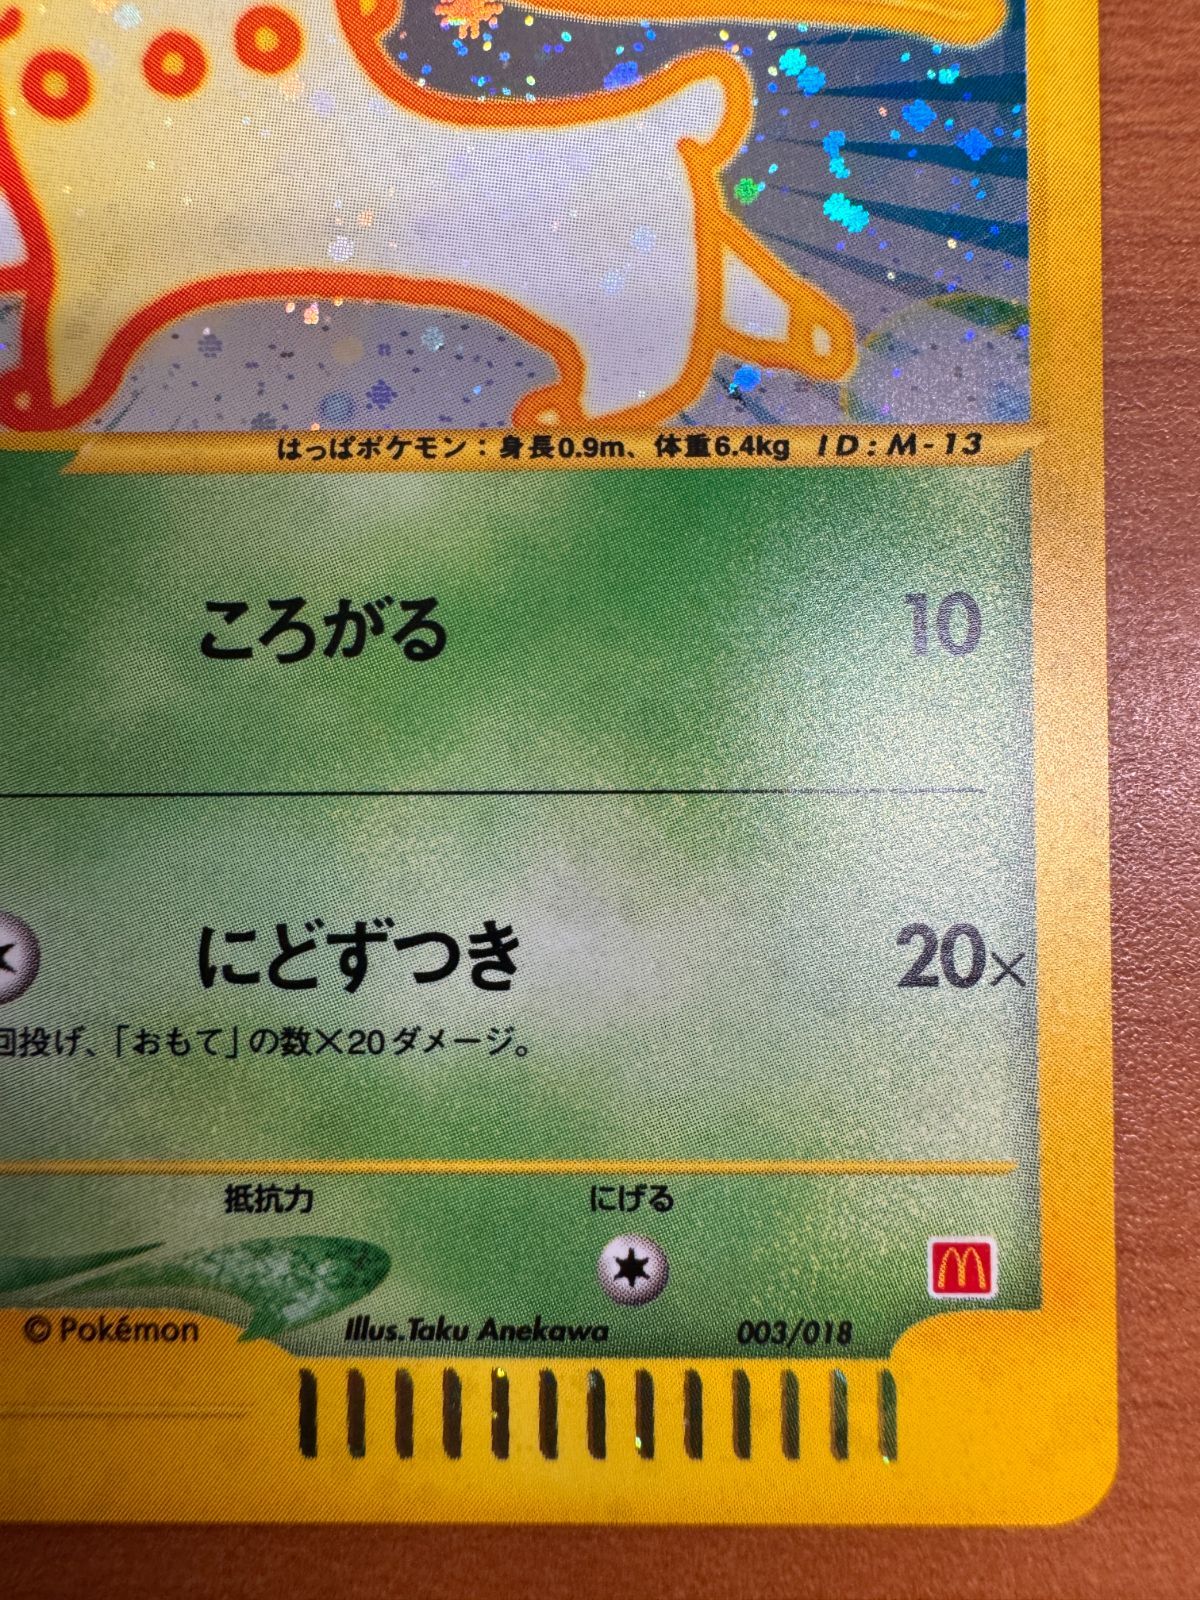 はっぱポケモン：身長0.9m、体重6.4kg ID:M-13
ころがる 10
にどずつき 20×
回投げ、「おもて」の数×20ダメージ。
抵抗力 にげる
© Pokémon Illus.Taku Anekawa 003/018